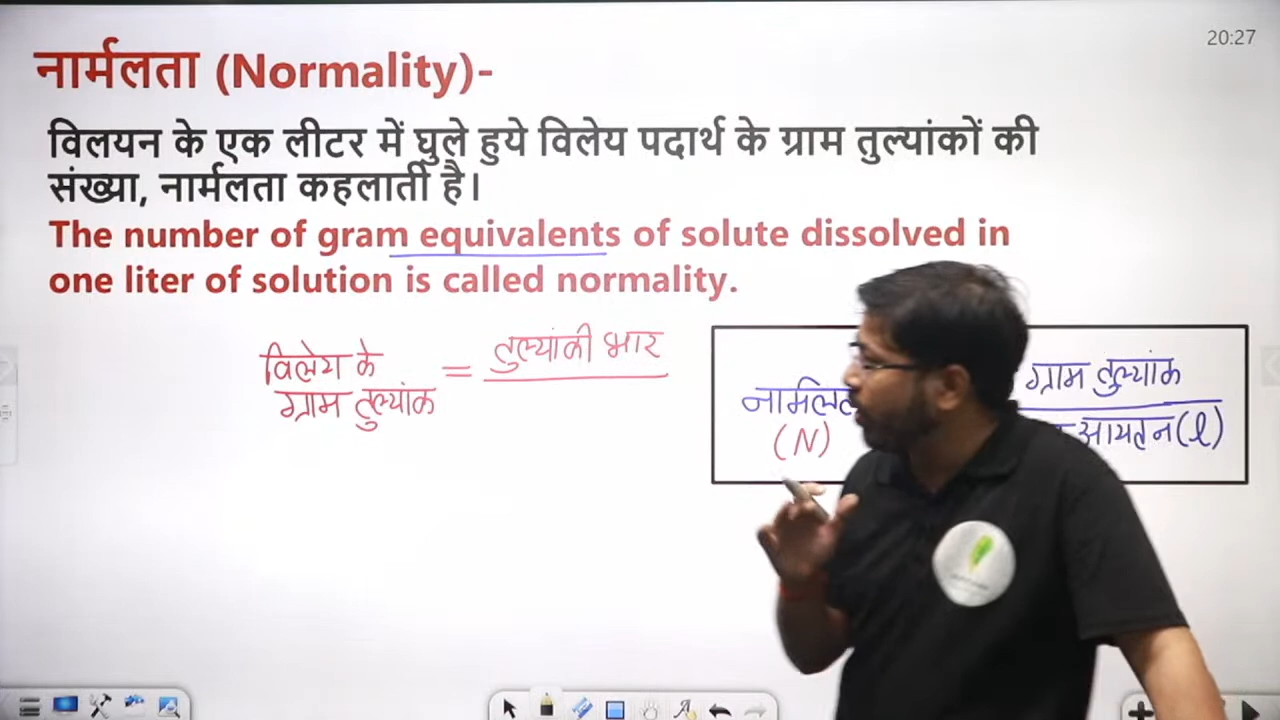 20:27
नार्मलता (Normality)-
विलयन के एक लीटर में घुले हुये विलेय पदार्थ के ग्राम तुल्यांकों की
संख्या, नार्मलता कहलाती है।
The number of gram equivalents of solute dissolved in
one liter of solution is called normality.
विलेय के
ग्राम तुल्यांक
=
तुल्यांकी भार
ग्राम तुल्यांक
(N)
आयतन (l)